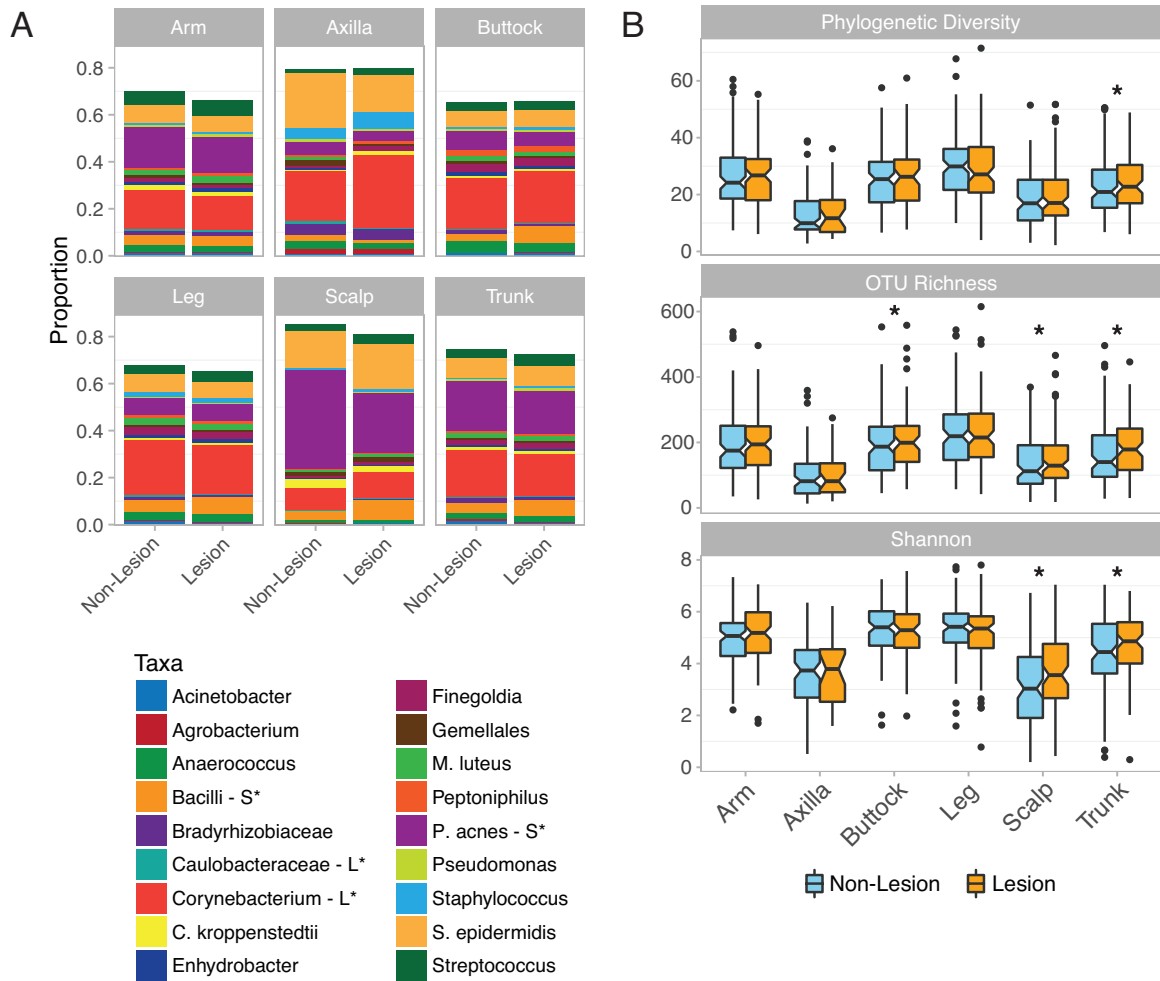 A
Arm
Axilla
Buttock
0.8
0.6
0.4
0.2
0.0
Leg
Scalp
Trunk
0.8
0.6
0.4
0.2
0.0
Proportion
Non-Lesion
Lesion
Non-Lesion
Lesion
Non-Lesion
Lesion
Taxa
Acinetobacter
Agrobacterium
Anaerococcus
Bacilli - S*
Bradyrhizobiaceae
Caulobacteraceae - L*
Corynebacterium - L*
C. kroppenstedtii
Enhydrobacter
Finegoldia
Gemellales
M. luteus
Peptoniphilus
P. acnes - S*
Pseudomonas
Staphylococcus
S. epidermidis
Streptococcus
B
Phylogenetic Diversity
60
40
20
0
*
OTU Richness
600
400
200
0
* * *
Shannon
8
6
4
2
0
* *
Arm
Axilla
Buttock
Leg
Scalp
Trunk
Non-Lesion
Lesion